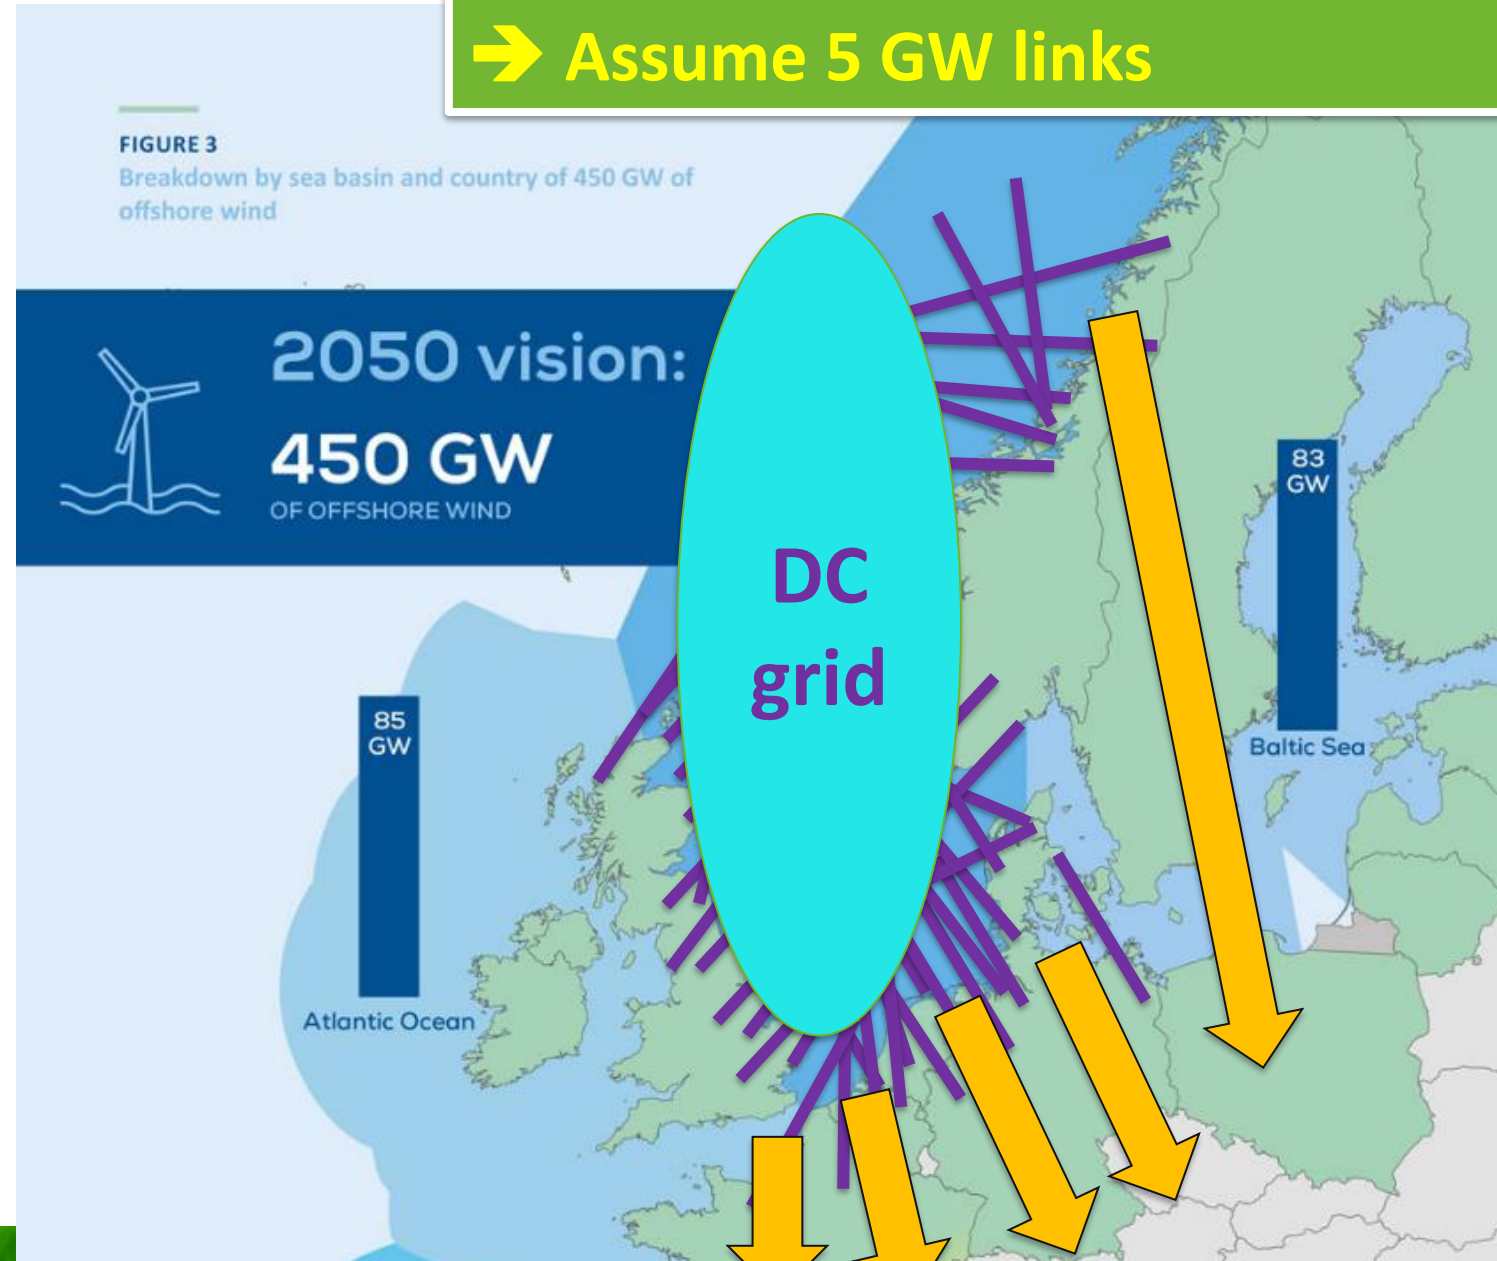 ➔ Assume 5 GW links
FIGURE 3
Breakdown by sea basin and country of 450 GW of
offshore wind
2050 vision:
450 GW
OF OFFSHORE WIND
DC
grid
83
GW
Baltic Sea
85
GW
Atlantic Ocean